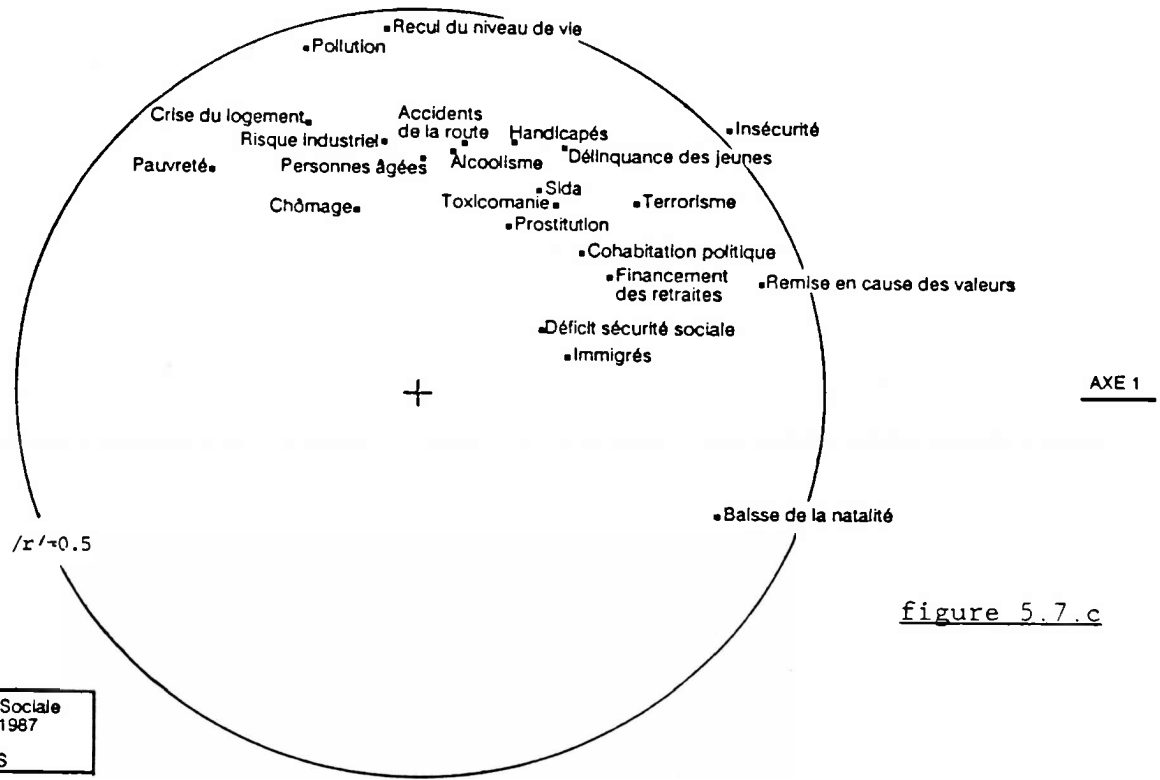 Recul du niveau de vie
Pollution
Crise du logement
Accidents
de la route
Handicapés
Insécurité
Risque industriel
Délinquance des jeunes
Pauvreté
Personnes âgées
Alcoolisme
Sida
Chômage
Toxicomanie
Terrorisme
Prostitution
Cohabitation politique
Financement
des retraites
Remise en cause des valeurs
Déficit sécurité sociale
Immigrés
AXE 1
Baisse de la natalité
/r/=0.5
figure 5.7.c
Sociale
1987
S